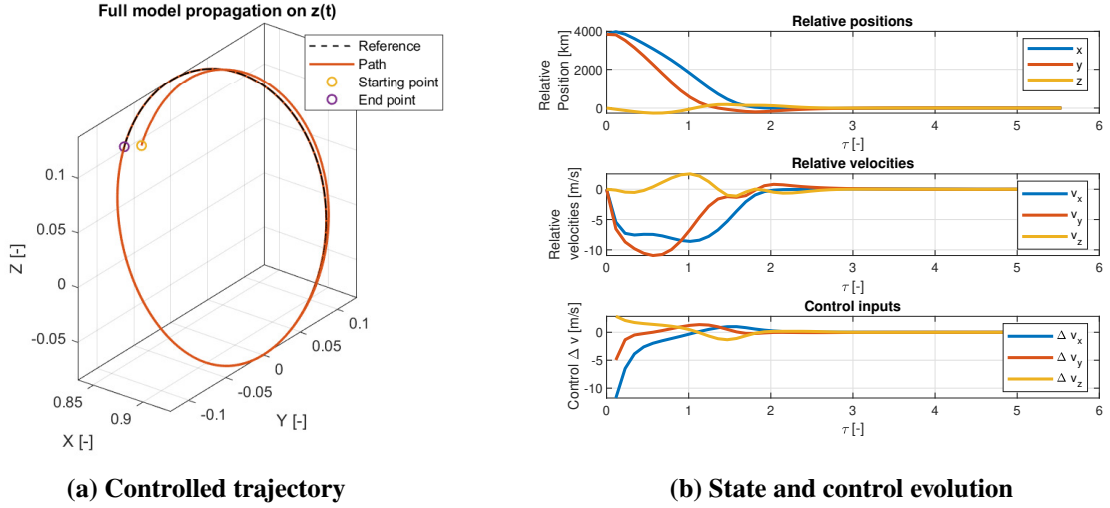 Full model propagation on z(t)
Reference
Path
Starting point
End point
0.1
0.05
0
-0.05
Z [-]
0.85
0.9
X [-]
-0.1
-0.05
0
0.05
0.1
Y [-]
(a) Controlled trajectory
Relative positions
Relative
Position [km]
4000
2000
0
x
y
z
0 1 2 3 4 5 6
τ [-]
Relative velocities
Relative
velocities [m/s]
0
-5
-10
v_x
v_y
v_z
0 1 2 3 4 5 6
τ [-]
Control inputs
Control Δ v [m/s]
0
-5
-10
Δ v_x
Δ v_y
Δ v_z
0 1 2 3 4 5 6
τ [-]
(b) State and control evolution